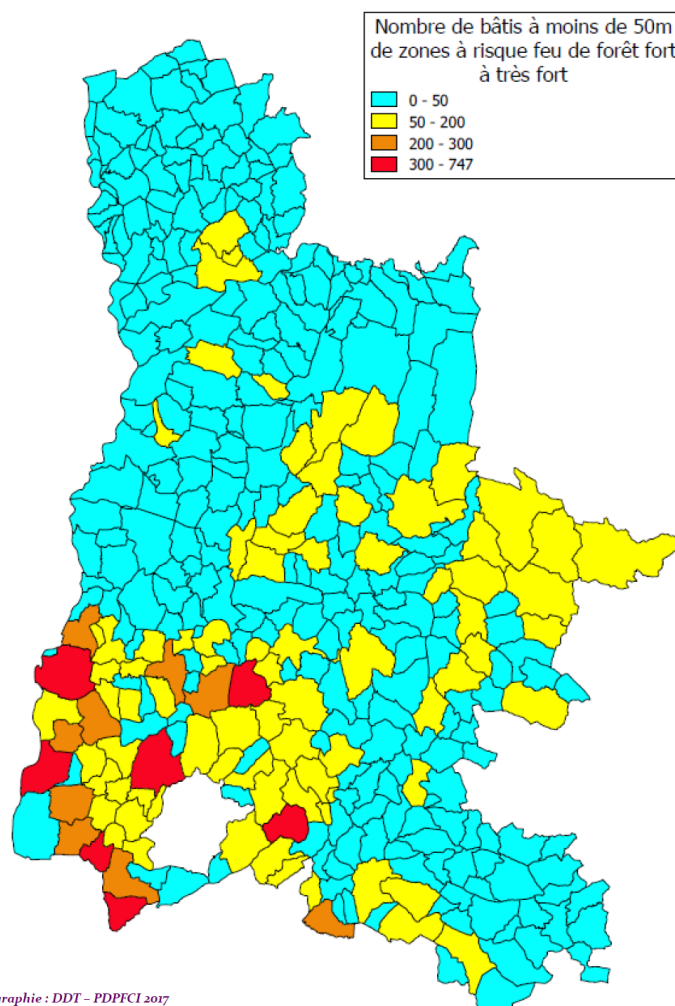 Nombre de bâtis à moins de 50m
de zones à risque feu de forêt fort
à très fort
0 - 50
50 - 200
200 - 300
300 - 747
raphie : DDT – PDPFCI 2017